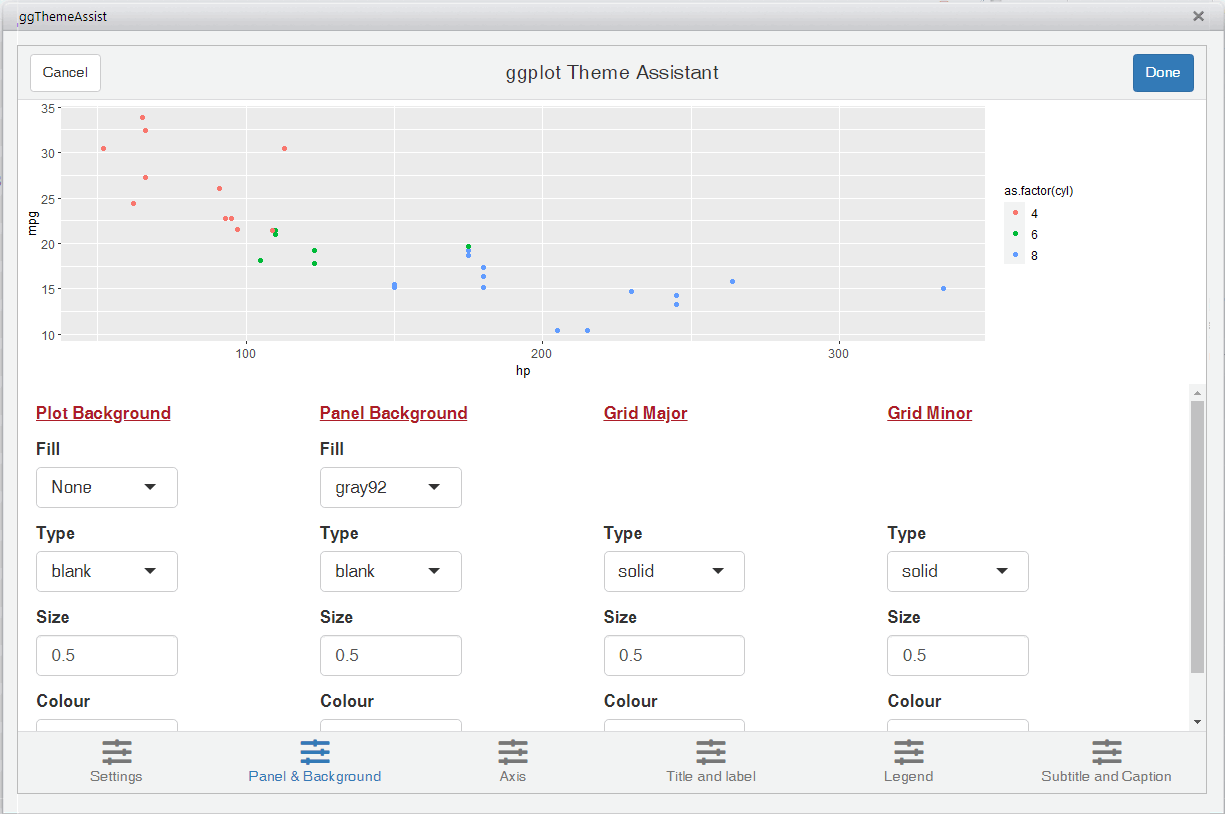 ggThemeAssist
Cancel
ggplot Theme Assistant
Done
35
30
25
20
15
10
mpg
100
200
300
hp
as.factor(cyl)
4
6
8
Plot Background
Panel Background
Grid Major
Grid Minor
Fill
Fill
None
gray92
Type
Type
Type
Type
blank
blank
solid
solid
Size
Size
Size
Size
0.5
0.5
0.5
0.5
Colour
Colour
Colour
Colour
Settings
Panel & Background
Axis
Title and label
Legend
Subtitle and Caption